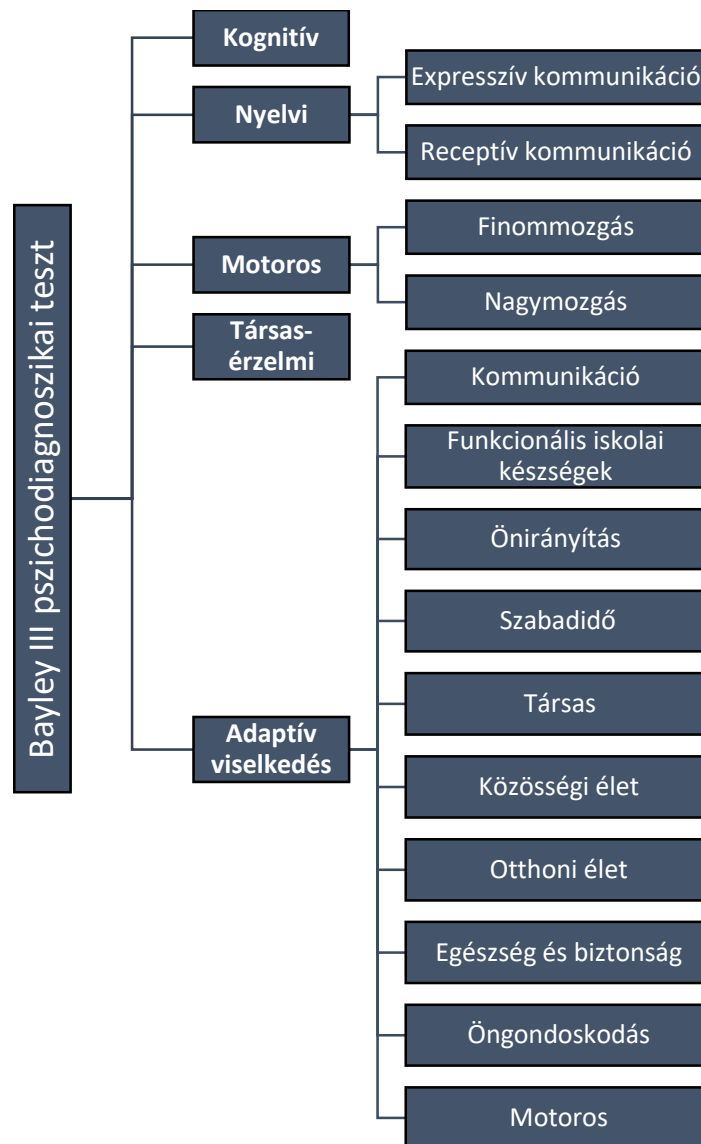 Bayley III pszichodiagnoszikai teszt
Kognitív
Nyelvi
Expresszív kommunikáció
Receptív kommunikáció
Motoros
Finommozgás
Nagymozgás
Társas-
érzelmi
Adaptív
viselkedés
Kommunikáció
Funkcionális iskolai
készségek
Önirányítás
Szabadidő
Társas
Közösségi élet
Otthoni élet
Egészség és biztonság
Öngondoskodás
Motoros